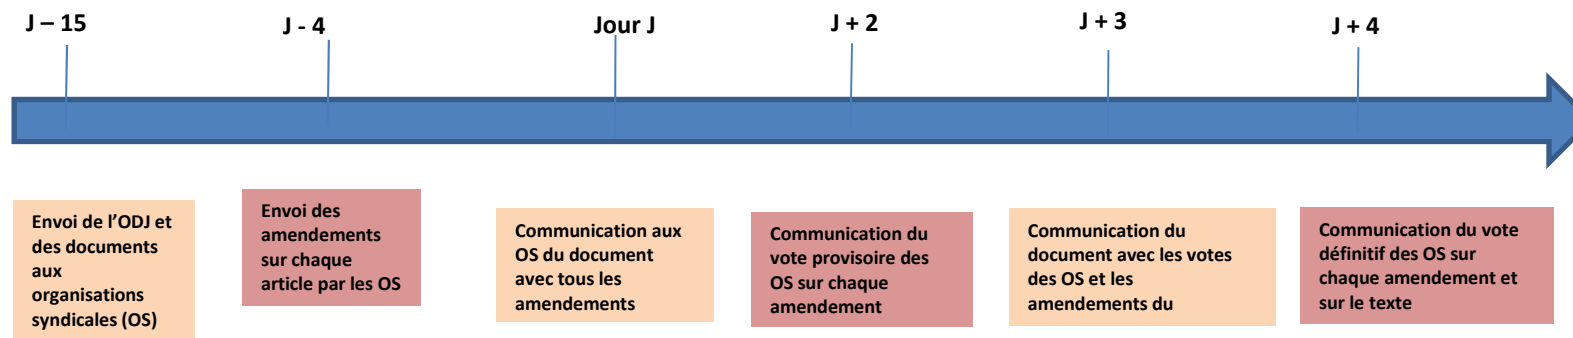 J – 15
J - 4
Jour J
J + 2
J + 3
J + 4
Envoi de l’ODJ et
des documents
aux
organisations
syndicales (OS)
Envoi des
amendements
sur chaque
article par les OS
Communication aux
OS du document
avec tous les
amendements
Communication du
vote provisoire des
OS sur chaque
amendement
Communication du
document avec les votes
des OS et les
amendements du
Communication du vote
définitif des OS sur
chaque amendement et
sur le texte